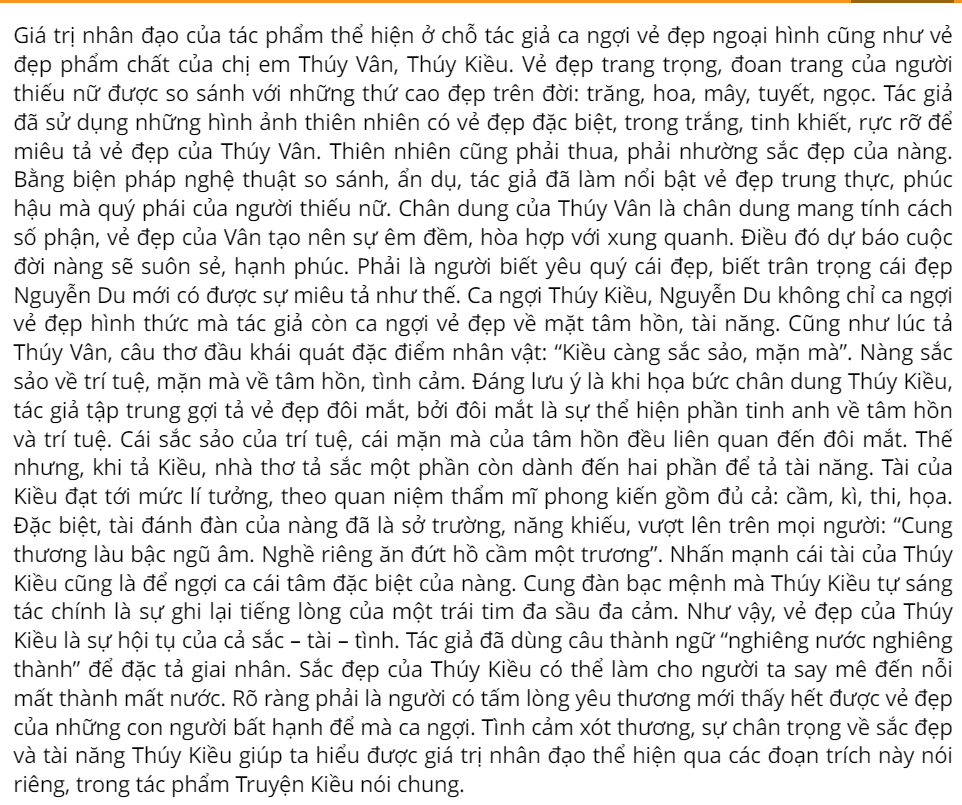 Giá trị nhân đạo của tác phẩm thể hiện ở chỗ tác giả ca ngợi vẻ đẹp ngoại hình cũng như vẻ
đẹp phẩm chất của chị em Thúy Vân, Thúy Kiều. Vẻ đẹp trang trọng, đoan trang của người
thiếu nữ được so sánh với những thứ cao đẹp trên đời: trăng, hoa, mây, tuyết, ngọc. Tác giả
đã sử dụng những hình ảnh thiên nhiên có vẻ đẹp đặc biệt, trong trắng, tinh khiết, rực rỡ để
miêu tả vẻ đẹp của Thúy Vân. Thiên nhiên cũng phải thua, phải nhường sắc đẹp của nàng.
Bằng biện pháp nghệ thuật so sánh, ẩn dụ, tác giả đã làm nổi bật vẻ đẹp trung thực, phúc
hậu mà quý phái của người thiếu nữ. Chân dung của Thúy Vân là chân dung mang tính cách
số phận, vẻ đẹp của Vân tạo nên sự êm đềm, hòa hợp với xung quanh. Điều đó dự báo cuộc
đời nàng sẽ suôn sẻ, hạnh phúc. Phải là người biết yêu quý cái đẹp, biết trân trọng cái đẹp
Nguyễn Du mới có được sự miêu tả như thế. Ca ngợi Thúy Kiều, Nguyễn Du không chỉ ca ngợi
vẻ đẹp hình thức mà tác giả còn ca ngợi vẻ đẹp về mặt tâm hồn, tài năng. Cũng như lúc tả
Thúy Vân, câu thơ đầu khái quát đặc điểm nhân vật: “Kiều càng sắc sảo, mặn mà”. Nàng sắc
sảo về trí tuệ, mặn mà về tâm hồn, tình cảm. Đáng lưu ý là khi họa bức chân dung Thúy Kiều,
tác giả tập trung gợi tả vẻ đẹp đôi mắt, bởi đôi mắt là sự thể hiện phần tinh anh về tâm hồn
và trí tuệ. Cái sắc sảo của trí tuệ, cái mặn mà của tâm hồn đều liên quan đến đôi mắt. Thế
nhưng, khi tả Kiều, nhà thơ tả sắc một phần còn dành đến hai phần để tả tài năng. Tài của
Kiều đạt tới mức lí tưởng, theo quan niệm thẩm mĩ phong kiến gồm đủ cả: cầm, kì, thi, họa.
Đặc biệt, tài đánh đàn của nàng đã là sở trường, năng khiếu, vượt lên trên mọi người: “Cung
thương làu bậc ngũ âm. Nghề riêng ăn đứt hồ cầm một trương”. Nhấn mạnh cái tài của Thúy
Kiều cũng là để ngợi ca cái tâm đặc biệt của nàng. Cung đàn bạc mệnh mà Thúy Kiều tự sáng
tác chính là sự ghi lại tiếng lòng của một trái tim đa sầu đa cảm. Như vậy, vẻ đẹp của Thúy
Kiều là sự hội tụ của cả sắc – tài – tình. Tác giả đã dùng câu thành ngữ “nghiêng nước nghiêng
thành” để đặc tả giai nhân. Sắc đẹp của Thúy Kiều có thể làm cho người ta say mê đến nỗi
mất thành mất nước. Rõ ràng phải là người có tấm lòng yêu thương mới thấy hết được vẻ đẹp
của những con người bất hạnh để mà ca ngợi. Tình cảm xót thương, sự chân trọng về sắc đẹp
và tài năng Thúy Kiều giúp ta hiểu được giá trị nhân đạo thể hiện qua các đoạn trích này nói
riêng, trong tác phẩm Truyện Kiều nói chung.